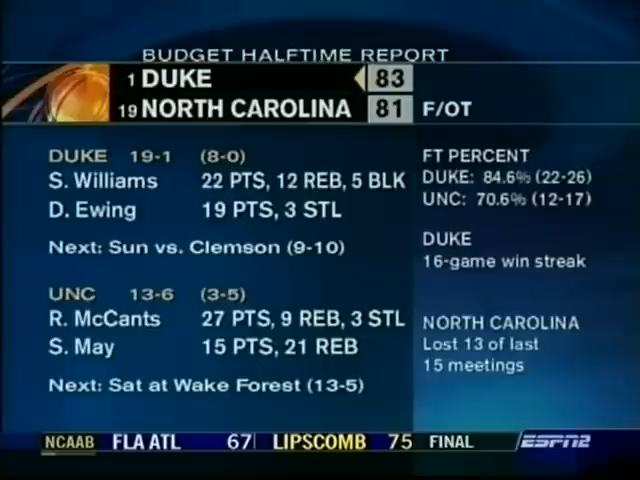 BUDGET HALFTIME REPORT
1 DUKE 83
19 NORTH CAROLINA 81 F/OT
DUKE 19-1 (8-0)
S. Williams 22 PTS, 12 REB, 5 BLK
D. Ewing 19 PTS, 3 STL
Next: Sun vs. Clemson (9-10)
UNC 13-6 (3-5)
R. McCants 27 PTS, 9 REB, 3 STL
S. May 15 PTS, 21 REB
Next: Sat at Wake Forest (13-5)
FT PERCENT
DUKE: 84.6% (22-26)
UNC: 70.6% (12-17)
DUKE
16-game win streak
NORTH CAROLINA
Lost 13 of last
15 meetings
NCAAB FLA ATL 67 LIPSCOMB 75 FINAL ESPN2